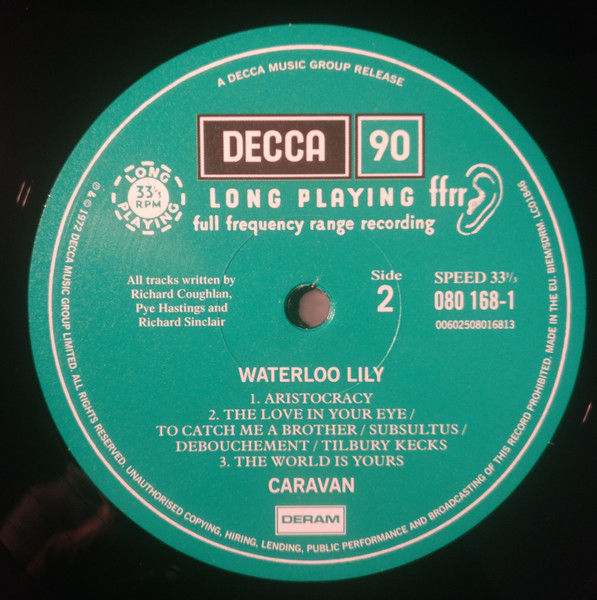 A DECCA MUSIC GROUP RELEASE
DECCA 90
LONG PLAYING
33⅓
RPM
LONG PLAYING ffrr
full frequency range recording
All tracks written by
Richard Coughlan,
Pye Hastings and
Richard Sinclair
Side
2
SPEED 33⅓
080 168-1
00602508016813
WATERLOO LILY
1. ARISTOCRACY
2. THE LOVE IN YOUR EYE /
TO CATCH ME A BROTHER / SUBSULTUS /
DEBOUCHEMENT / TILBURY KECKS
3. THE WORLD IS YOURS
CARAVAN
DERAM
℗ & © 1972 DECCA MUSIC GROUP LIMITED. ALL RIGHTS RESERVED. UNAUTHORISED COPYING, HIRING, LENDING, PUBLIC PERFORMANCE AND BROADCASTING OF THIS RECORD PROHIBITED. MADE IN THE EU. BIEM/SDRM. LC01846